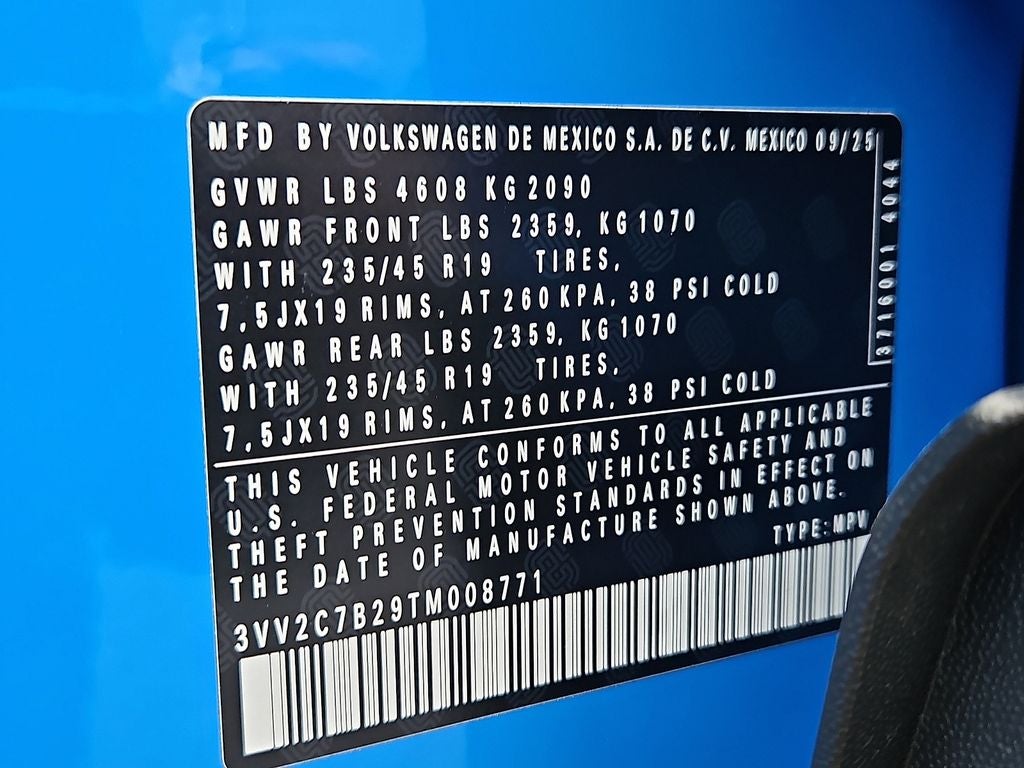 MFD BY VOLKSWAGEN DE MEXICO S.A. DE C.V. MEXICO 09/25
GVWR LBS 4608 KG 2090
GAWR FRONT LBS 2359, KG 1070
WITH 235/45 R19 TIRES,
7,5JX19 RIMS, AT 260 KPA, 38 PSI COLD
GAWR REAR LBS 2359, KG 1070
WITH 235/45 R19 TIRES,
7,5JX19 RIMS, AT 260 KPA, 38 PSI COLD
THIS VEHICLE CONFORMS TO ALL APPLICABLE
U.S. FEDERAL MOTOR VEHICLE SAFETY AND
THEFT PREVENTION STANDARDS IN EFFECT ON
THE DATE OF MANUFACTURE SHOWN ABOVE.
TYPE: MPV
3VV2C7B29TM008771
3716001 4044